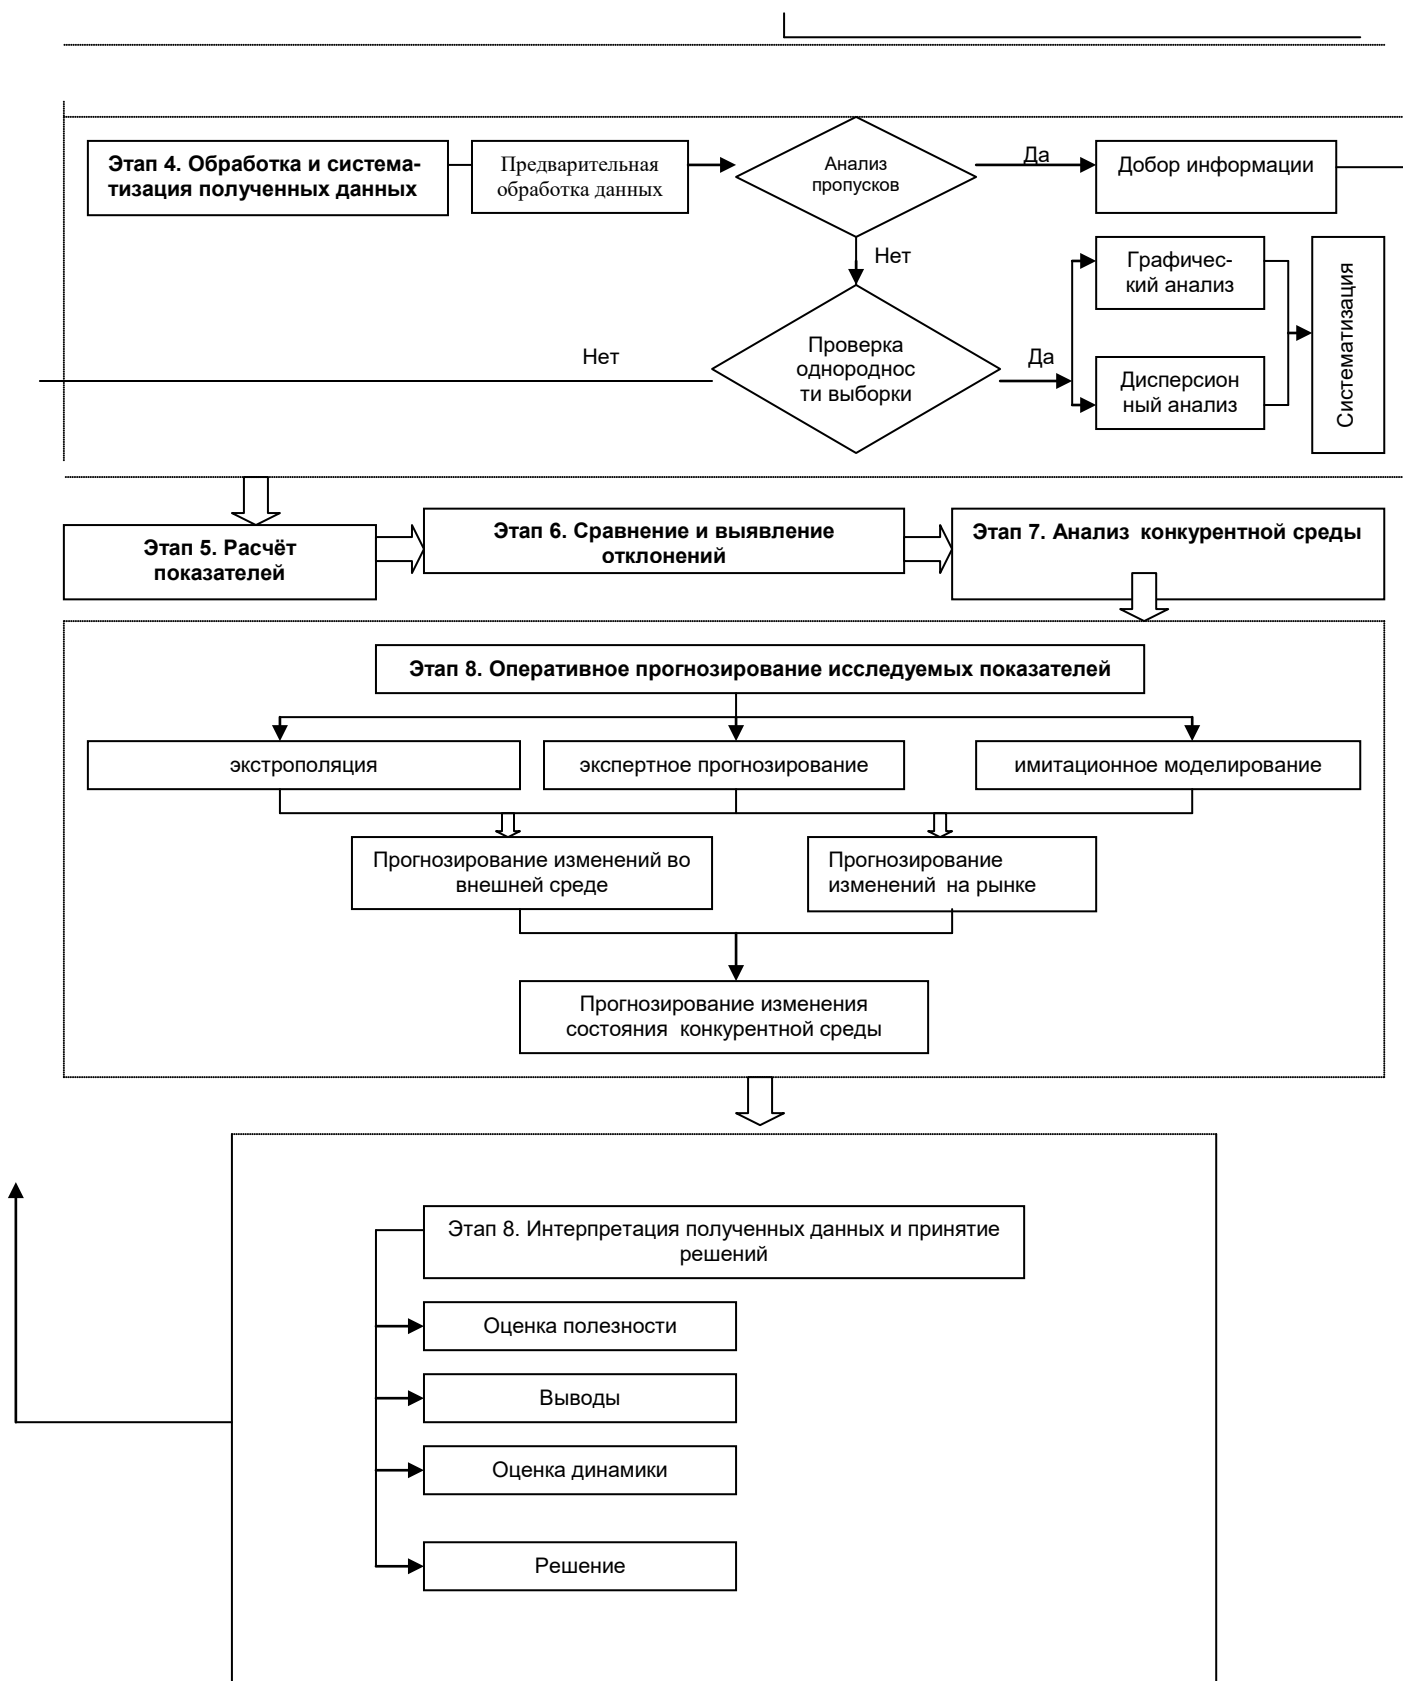 Этап 4. Обработка и система-
тизация полученных данных
Предварительная
обработка данных
Анализ
пропусков
Да
Добор информации
Нет
Графичес-
кий анализ
Систематизация
Нет
Проверка
однороднос
ти выборки
Да
Дисперсион
ный анализ
Этап 5. Расчёт
показателей
Этап 6. Сравнение и выявление
отклонений
Этап 7. Анализ  конкурентной среды
Этап 8. Оперативное прогнозирование исследуемых показателей
экстрополяция
экспертное прогнозирование
имитационное моделирование
Прогнозирование изменений во
внешней среде
Прогнозирование
изменений  на рынке
Прогнозирование изменения
состояния  конкурентной среды
Этап 8. Интерпретация полученных данных и принятие
решений
Оценка полезности
Выводы
Оценка динамики
Решение